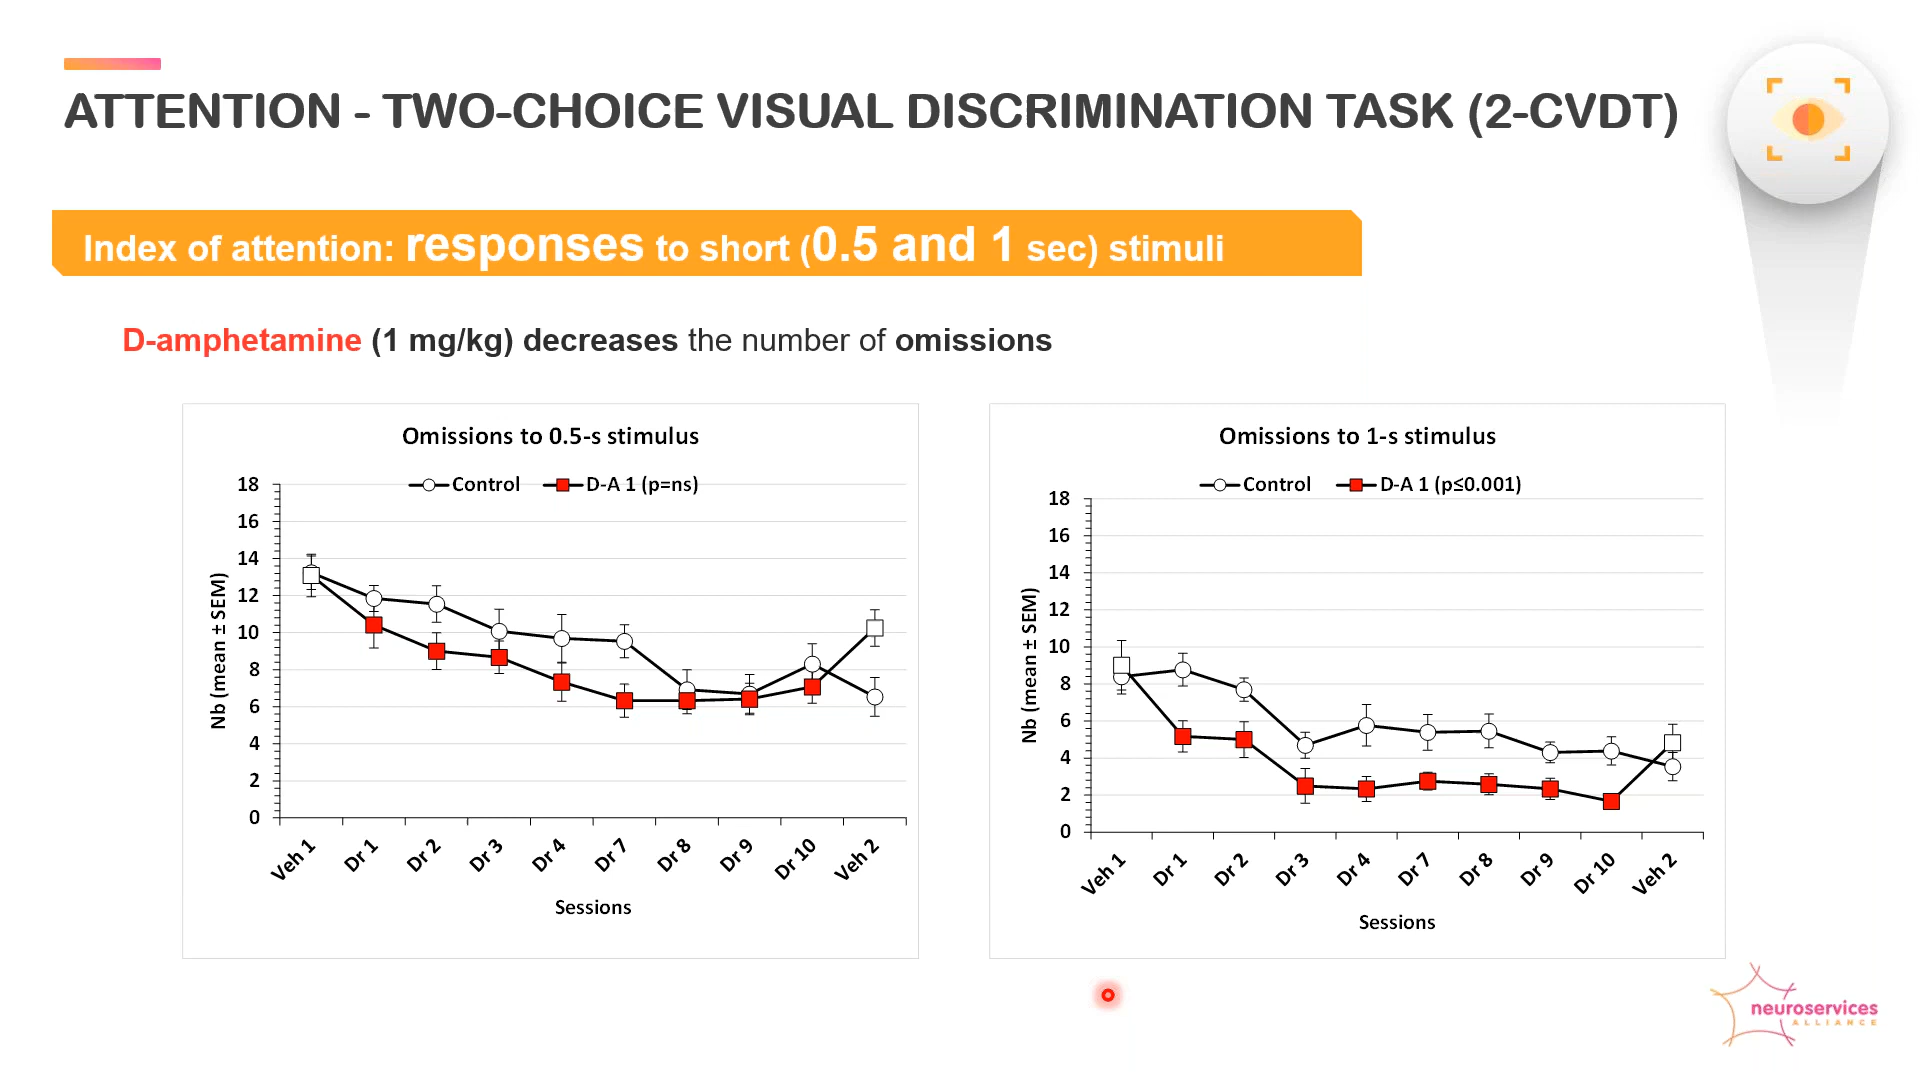 ATTENTION - TWO-CHOICE VISUAL DISCRIMINATION TASK (2-CVDT)
Index of attention: responses to short (0.5 and 1 sec) stimuli
D-amphetamine (1 mg/kg) decreases the number of omissions
Omissions to 0.5-s stimulus
Control D-A 1 (p=ns)
Nb (mean ± SEM)
18
16
14
12
10
8
6
4
2
0
Veh 1 Dr 1 Dr 2 Dr 3 Dr 4 Dr 7 Dr 8 Dr 9 Dr 10 Veh 2
Sessions
Omissions to 1-s stimulus
Control D-A 1 (p≤0.001)
Nb (mean ± SEM)
18
16
14
12
10
8
6
4
2
0
Veh 1 Dr 1 Dr 2 Dr 3 Dr 4 Dr 7 Dr 8 Dr 9 Dr 10 Veh 2
Sessions
neuroservices
ALLIANCE